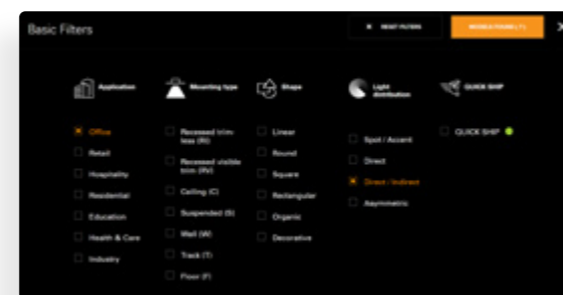 Basic Filters
RESET FILTERS
Application
Mounting type
Shape
Light
distribution
QUICK SHIP
Office
Retail
Hospitality
Residential
Education
Health & Care
Industry
Recessed trim-
less (RI)
Recessed visible
trim (RV)
Ceiling (C)
Suspended (S)
Wall (W)
Track (T)
Floor (F)
Linear
Round
Square
Rectangular
Organic
Decorative
Spot / Accent
Direct
Direct / Indirect
Asymmetric
QUICK SHIP